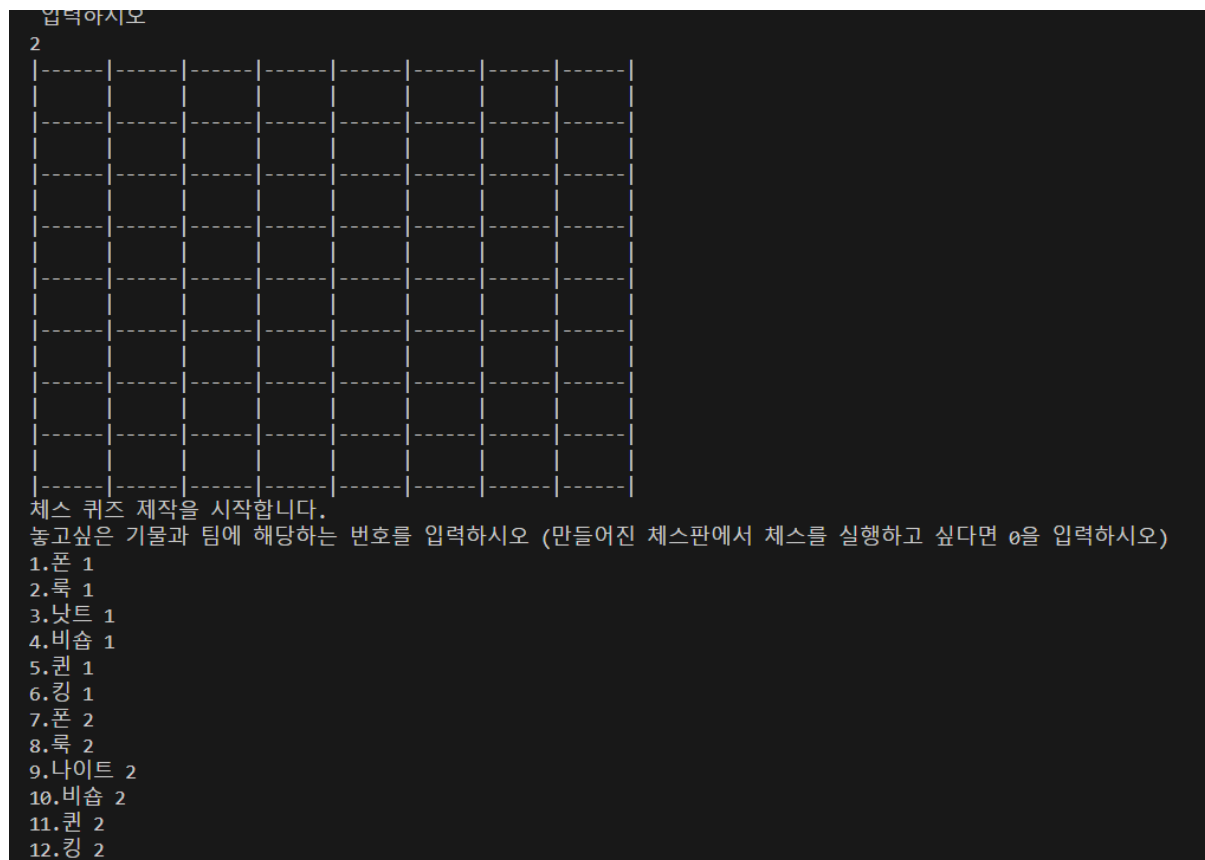 입력하시오
2
|------|------|------|------|------|------|------|------|
|      |      |      |      |      |      |      |      |
|------|------|------|------|------|------|------|------|
|      |      |      |      |      |      |      |      |
|------|------|------|------|------|------|------|------|
|      |      |      |      |      |      |      |      |
|------|------|------|------|------|------|------|------|
|      |      |      |      |      |      |      |      |
|------|------|------|------|------|------|------|------|
|      |      |      |      |      |      |      |      |
|------|------|------|------|------|------|------|------|
|      |      |      |      |      |      |      |      |
|------|------|------|------|------|------|------|------|
|      |      |      |      |      |      |      |      |
|------|------|------|------|------|------|------|------|
|      |      |      |      |      |      |      |      |
|------|------|------|------|------|------|------|------|
체스 퀴즈 제작을 시작합니다.
놓고싶은 기물과 팀에 해당하는 번호를 입력하시오 (만들어진 체스판에서 체스를 실행하고 싶다면 0을 입력하시오)
1.폰 1
2.룩 1
3.낫트 1
4.비숍 1
5.퀸 1
6.킹 1
7.폰 2
8.룩 2
9.나이트 2
10.비숍 2
11.퀸 2
12.킹 2